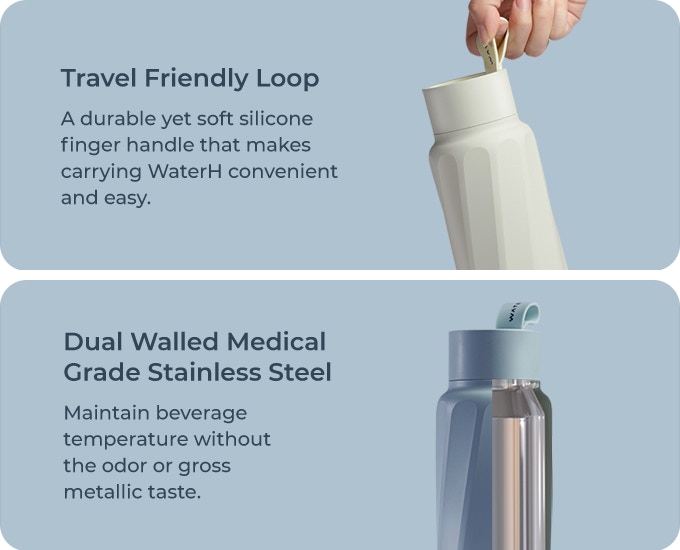 Travel Friendly Loop
A durable yet soft silicone
finger handle that makes
carrying WaterH convenient
and easy.
Dual Walled Medical
Grade Stainless Steel
Maintain beverage
temperature without
the odor or gross
metallic taste.